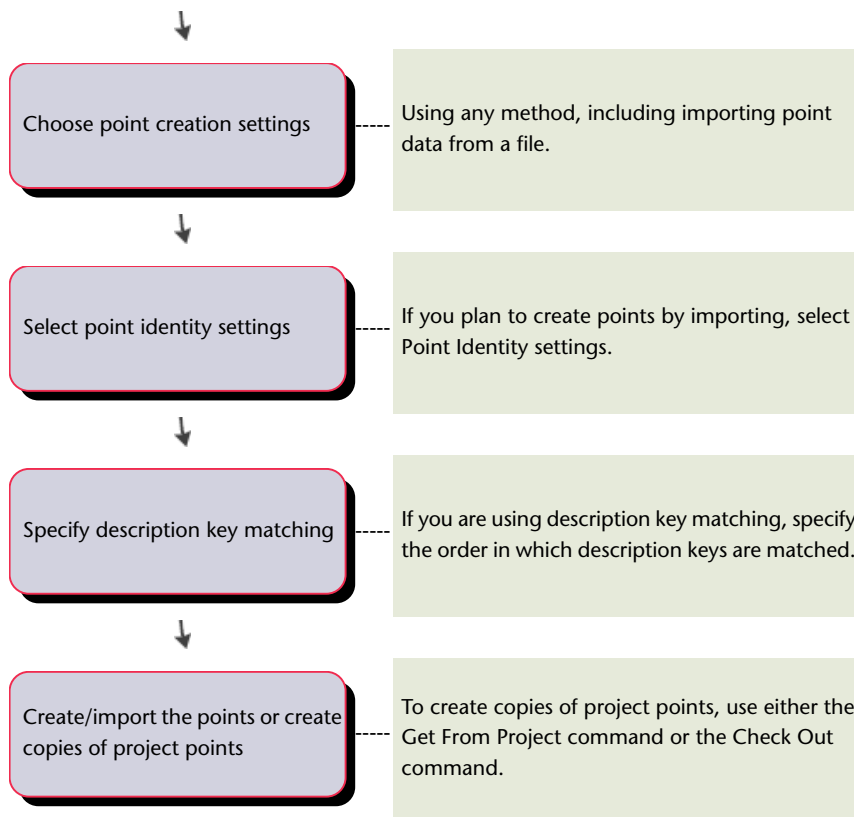 Choose point creation settings
Using any method, including importing point
data from a file.
Select point identity settings
If you plan to create points by importing, select
Point Identity settings.
Specify description key matching
If you are using description key matching, specify
the order in which description keys are matched.
Create/import the points or create
copies of project points
To create copies of project points, use either the
Get From Project command or the Check Out
command.